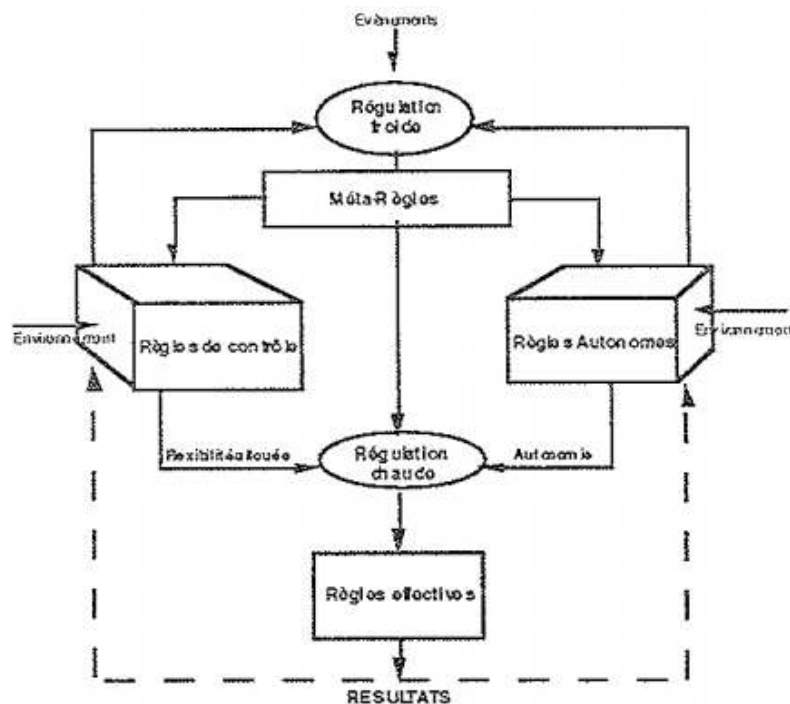 Evènements
Régulation
froide
Méta-Règles
Environnement
Règles de contrôle
Règles Autonomes
Environnement
Flexibilité allouée
Régulation
chaude
Autonomie
Règles effectives
RESULTATS